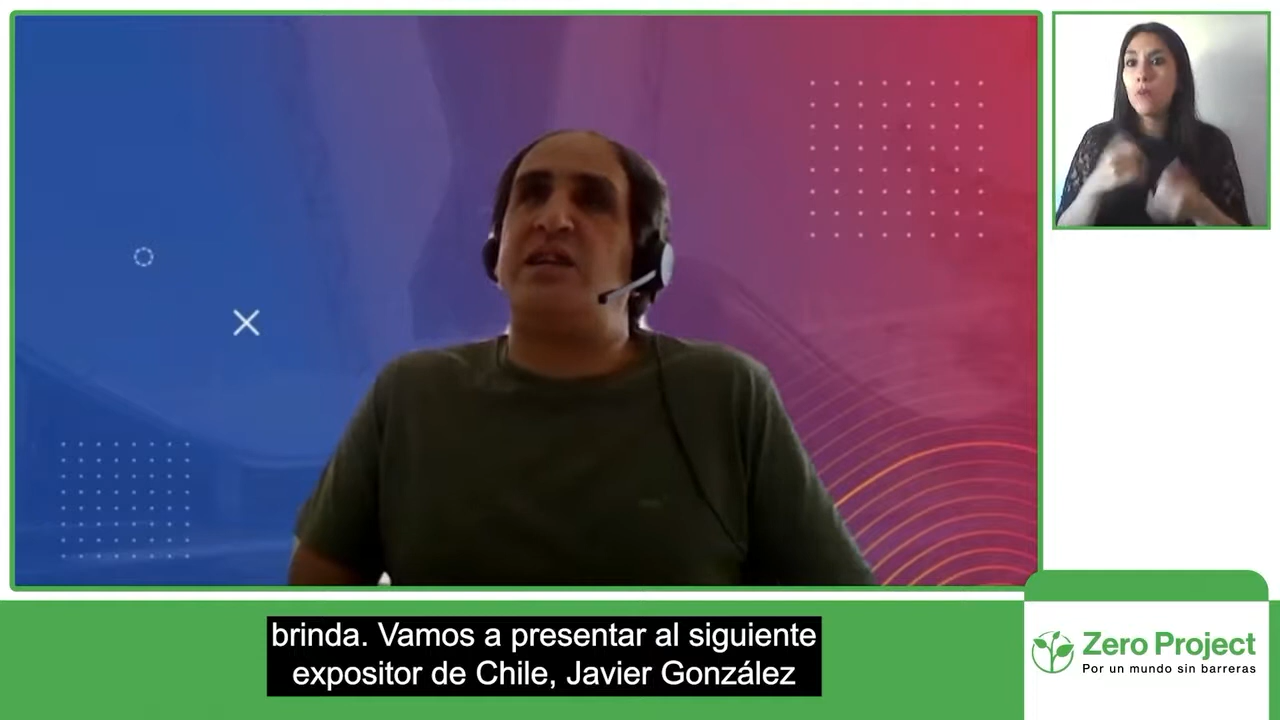 brinda. Vamos a presentar al siguiente
expositor de Chile, Javier González
Zero Project
Por un mundo sin barreras